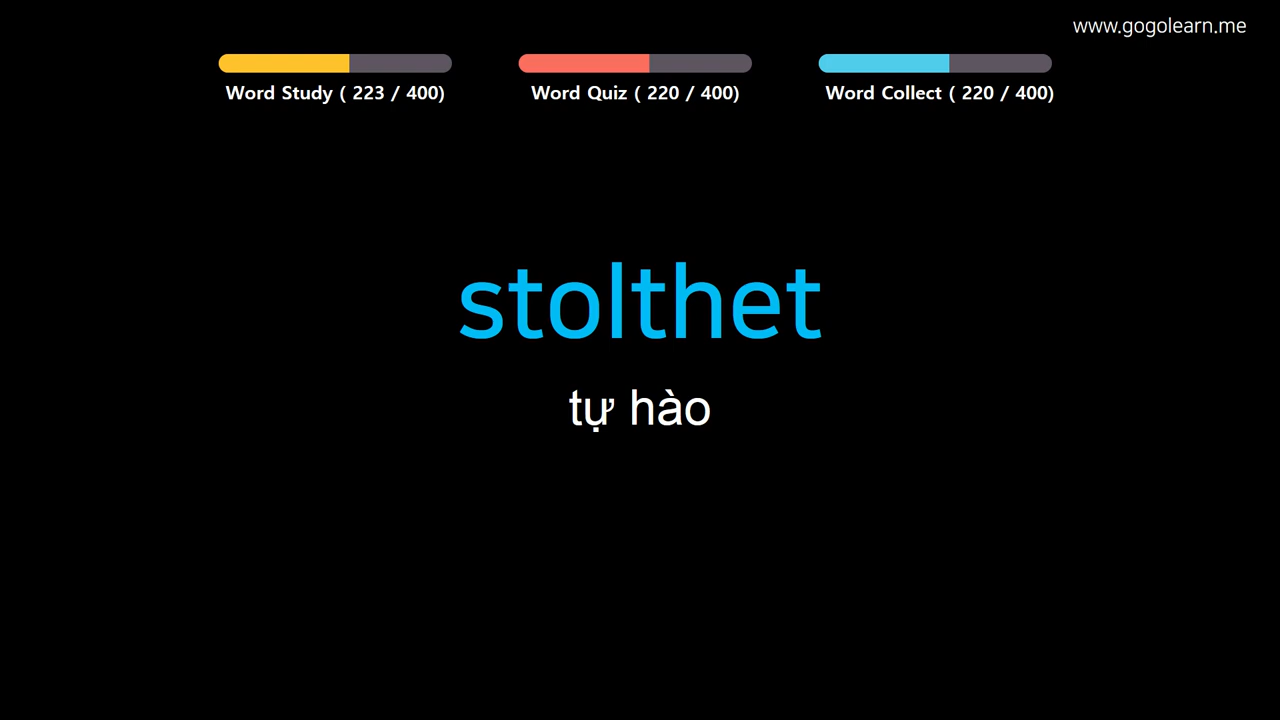 www.gogolearn.me
Word Study ( 223 / 400)
Word Quiz ( 220 / 400)
Word Collect ( 220 / 400)
stolthet
tự hào